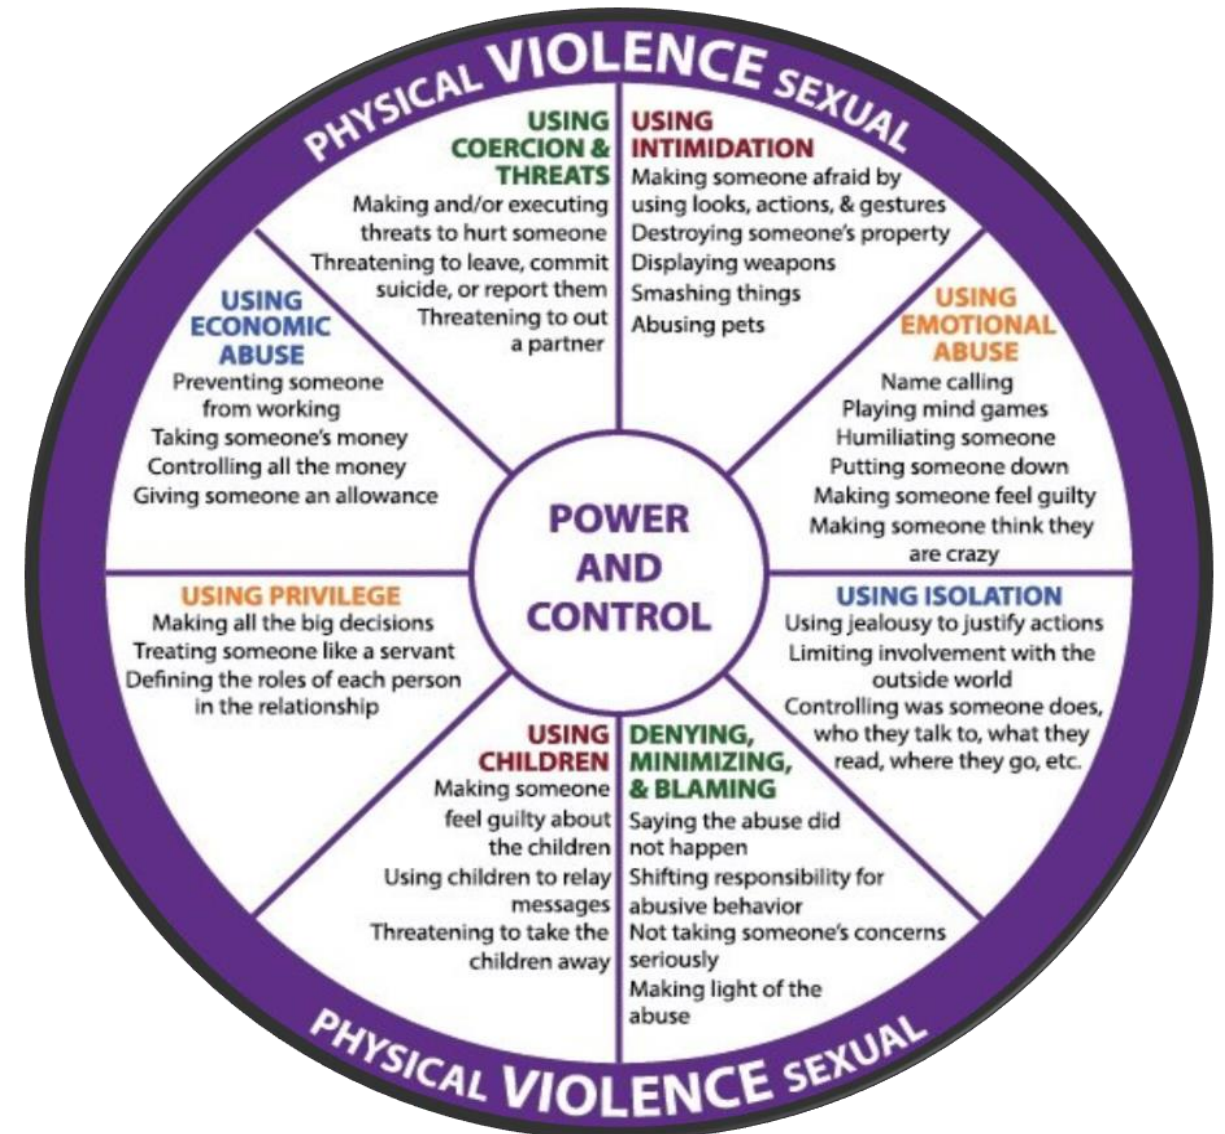 PHYSICAL VIOLENCE SEXUAL
USING
COERCION &
THREATS
Making and/or executing
threats to hurt someone
Threatening to leave, commit
suicide, or report them
Threatening to out
a partner
USING
INTIMIDATION
Making someone afraid by
using looks, actions, & gestures
Destroying someone's property
Displaying weapons
Smashing things
Abusing pets
USING
EMOTIONAL
ABUSE
Name calling
Playing mind games
Humiliating someone
Putting someone down
Making someone feel guilty
Making someone think they
are crazy
USING ISOLATION
Using jealousy to justify actions
Limiting involvement with the
outside world
Controlling was someone does,
who they talk to, what they
read, where they go, etc.
DENYING,
MINIMIZING,
& BLAMING
Saying the abuse did
not happen
Shifting responsibility for
abusive behavior
Not taking someone's concerns
seriously
Making light of the
abuse
USING
CHILDREN
Making someone
feel guilty about
the children
Using children to relay
messages
Threatening to take the
children away
USING PRIVILEGE
Making all the big decisions
Treating someone like a servant
Defining the roles of each person
in the relationship
USING
ECONOMIC
ABUSE
Preventing someone
from working
Taking someone's money
Controlling all the money
Giving someone an allowance
POWER
AND
CONTROL
PHYSICAL VIOLENCE SEXUAL